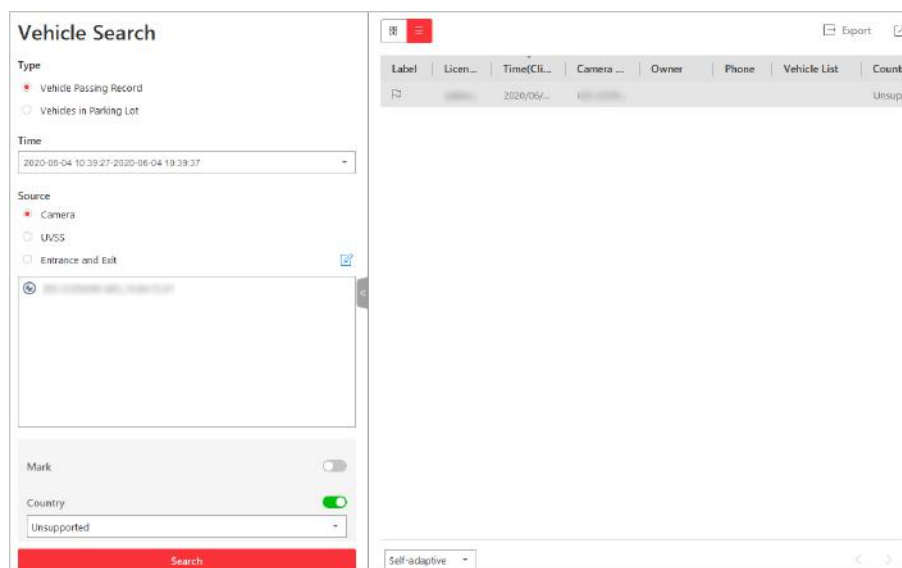 Vehicle Search
Type
Vehicle Passing Record
Vehicles in Parking Lot
Time
2020-06-04 10:39:27-2020-06-04 10:39:37
Source
Camera
UVSS
Entrance and Exit
Mark
Country
Unsupported
Search
Export
Label Licen... Time(Cli... Camera ... Owner Phone Vehicle List Count
2020/06/... Unsup
Self-adaptive